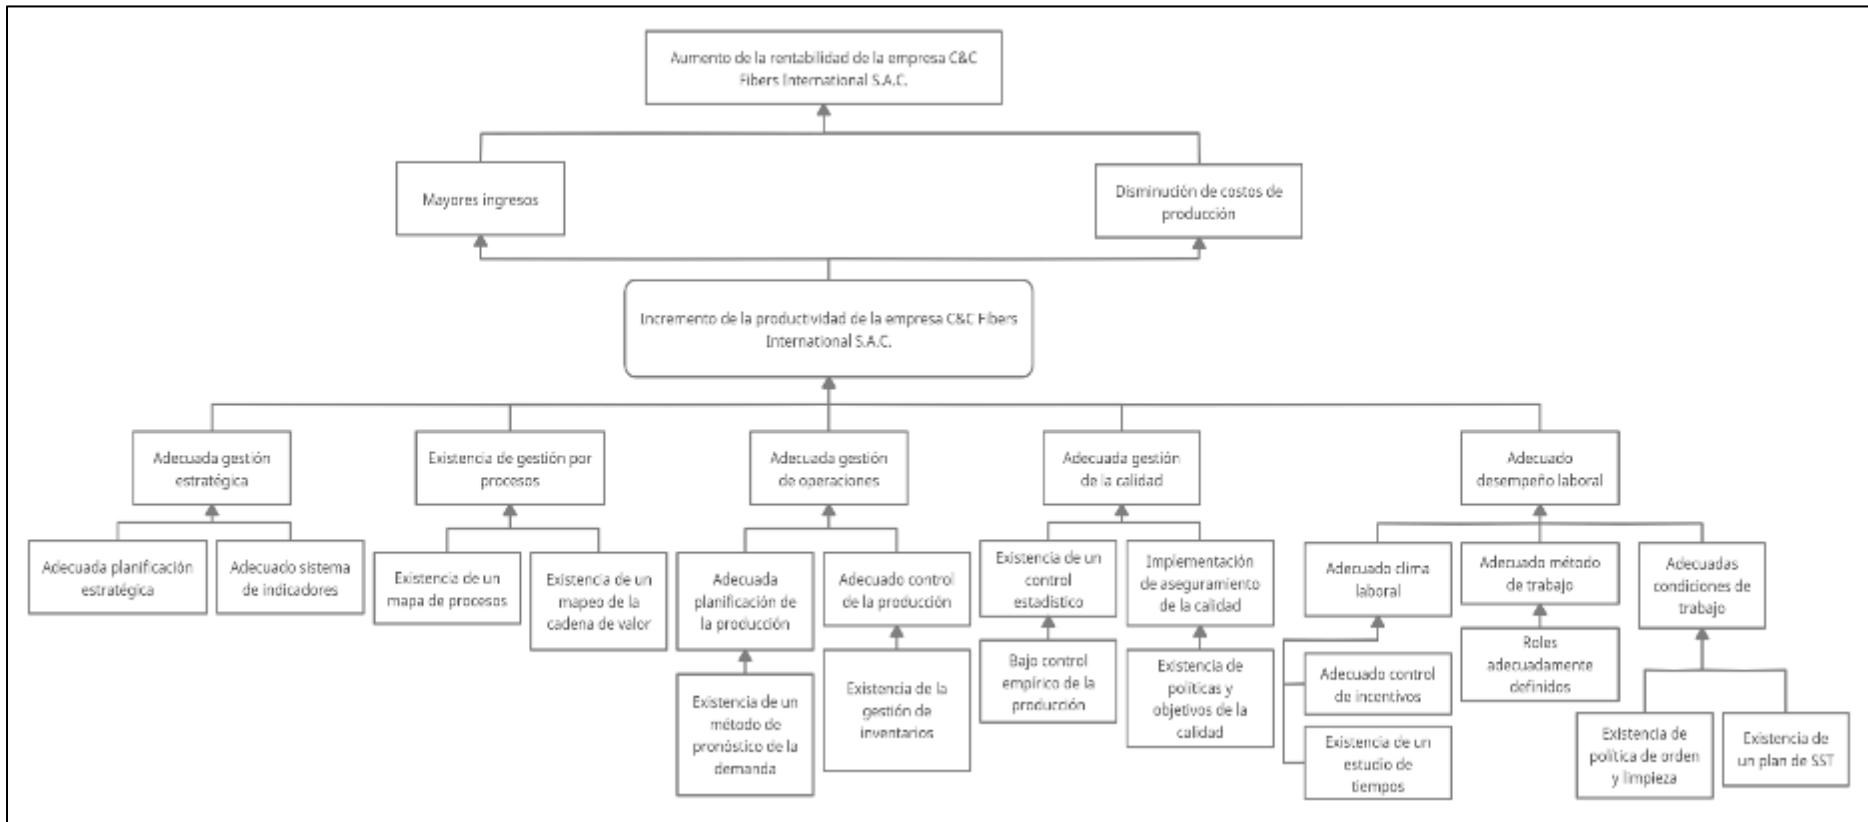 Aumento de la rentabilidad de la empresa C&C
Fibers International S.A.C.
Mayores ingresos
Disminución de costos de
producción
Incremento de la productividad de la empresa C&C Fibers
International S.A.C.
Adecuada gestión
estratégica
Existencia de gestión por
procesos
Adecuada gestión
de operaciones
Adecuada gestión
de la calidad
Adecuado
desempeño laboral
Adecuada planificación
estratégica
Adecuado sistema
de indicadores
Existencia de un
mapa de procesos
Existencia de un
mapeo de la
cadena de valor
Adecuada
planificación de
la producción
Adecuado control
de la producción
Existencia de un
control
estadístico
Implementación
de aseguramiento
de la calidad
Adecuado clima
laboral
Adecuado método
de trabajo
Adecuadas
condiciones de
trabajo
Existencia de un
método de
pronóstico de la
demanda
Existencia de la
gestión de
inventarios
Bajo control
empírico de la
producción
Existencia de
políticas y
objetivos de la
calidad
Adecuado control
de incentivos
Existencia de un
estudio de
tiempos
Roles
adecuadamente
definidos
Existencia de
política de orden
y limpieza
Existencia de
un plan de SST